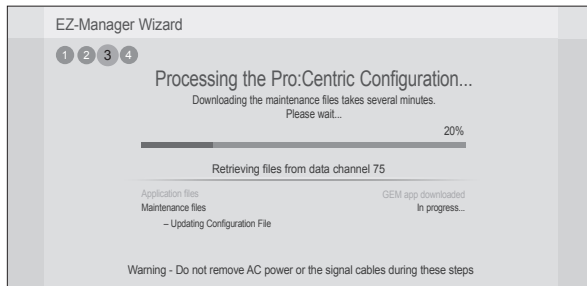 EZ-Manager Wizard
1 2 3 4
Processing the Pro:Centric Configuration...
Downloading the maintenance files takes several minutes.
Please wait...
20%
Retrieving files from data channel 75
Application files GEM app downloaded
Maintenance files In progress...
– Updating Configuration File
Warning - Do not remove AC power or the signal cables during these steps